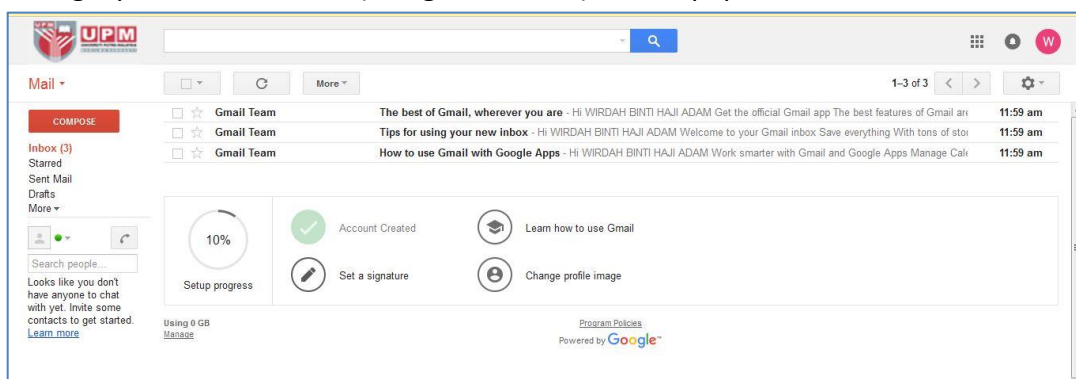 UPM
W
Mail
More
1–3 of 3
COMPOSE
Gmail Team The best of Gmail, wherever you are - Hi WIRDAH BINTI HAJI ADAM Get the official Gmail app The best features of Gmail are 11:59 am
Gmail Team Tips for using your new inbox - Hi WIRDAH BINTI HAJI ADAM Welcome to your Gmail inbox Save everything With tons of 11:59 am
Gmail Team How to use Gmail with Google Apps - Hi WIRDAH BINTI HAJI ADAM Work smarter with Gmail and Google Apps Manage 11:59 am
Inbox (3)
Starred
Sent Mail
Drafts
More
Search people...
Looks like you don't
have anyone to chat
with yet. Invite some
contacts to get started.
Learn more
10%
Setup progress
Account Created
Learn how to use Gmail
Set a signature
Change profile image
Using 0 GB
Manage
Program Policies
Powered by Google™